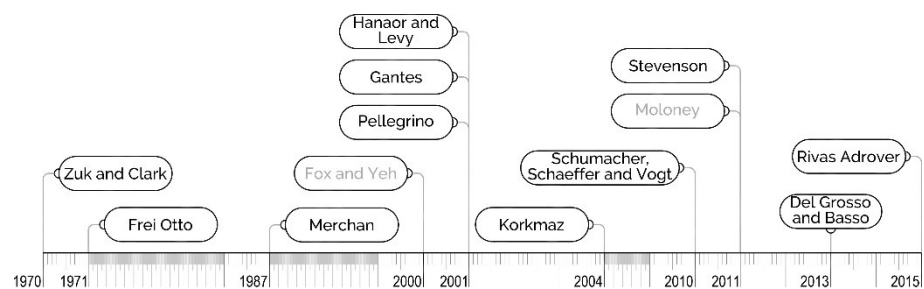 Hanaor and
Levy
Gantes
Stevenson
Pellegrino
Moloney
Zuk and Clark
Fox and Yeh
Schumacher,
Schaeffer and Vogt
Rivas Adrover
Frei Otto
Merchan
Korkmaz
Del Grosso
and Basso
1970 1971 1987 2000 2001 2004 2010 2011 2013 2015